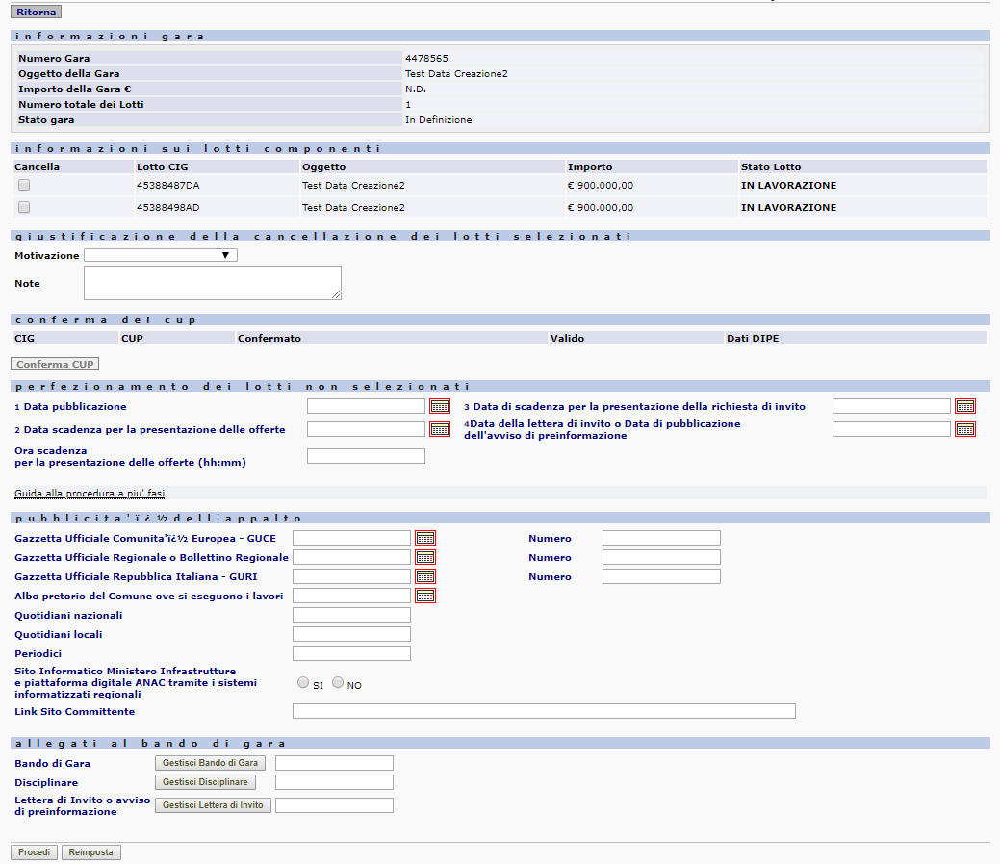 Ritorna
informazioni gara
Numero Gara 4478565
Oggetto della Gara Test Data Creazione2
Importo della Gara € N.D.
Numero totale dei Lotti 1
Stato gara In Definizione
informazioni sui lotti componenti
Cancella Lotto CIG Oggetto Importo Stato Lotto
45388487DA Test Data Creazione2 € 900.000,00 IN LAVORAZIONE
45388498AD Test Data Creazione2 € 900.000,00 IN LAVORAZIONE
giustificazione della cancellazione dei lotti selezionati
Motivazione
Note
conferma dei cup
CIG CUP Confermato Valido Dati DIPE
Conferma CUP
perfezionamento dei lotti non selezionati
1 Data pubblicazione 3 Data di scadenza per la presentazione della richiesta di invito
2 Data scadenza per la presentazione delle offerte 4Data della lettera di invito o Data di pubblicazione
dell'avviso di preinformazione
Ora scadenza
per la presentazione delle offerte (hh:mm)
Guida alla procedura a piu' fasi
pubblicita'ï¿½dell'appalto
Gazzetta Ufficiale Comunita'ï¿½ Europea - GUCE Numero
Gazzetta Ufficiale Regionale o Bollettino Regionale Numero
Gazzetta Ufficiale Repubblica Italiana - GURI Numero
Albo pretorio del Comune ove si eseguono i lavori
Quotidiani nazionali
Quotidiani locali
Periodici
Sito Informatico Ministero Infrastrutture
e piattaforma digitale ANAC tramite i sistemi
informatizzati regionali
SI NO
Link Sito Committente
allegati al bando di gara
Bando di Gara Gestisci Bando di Gara
Disciplinare Gestisci Disciplinare
Lettera di Invito o avviso
di preinformazione
Gestisci Lettera di Invito
Procedi Reimposta